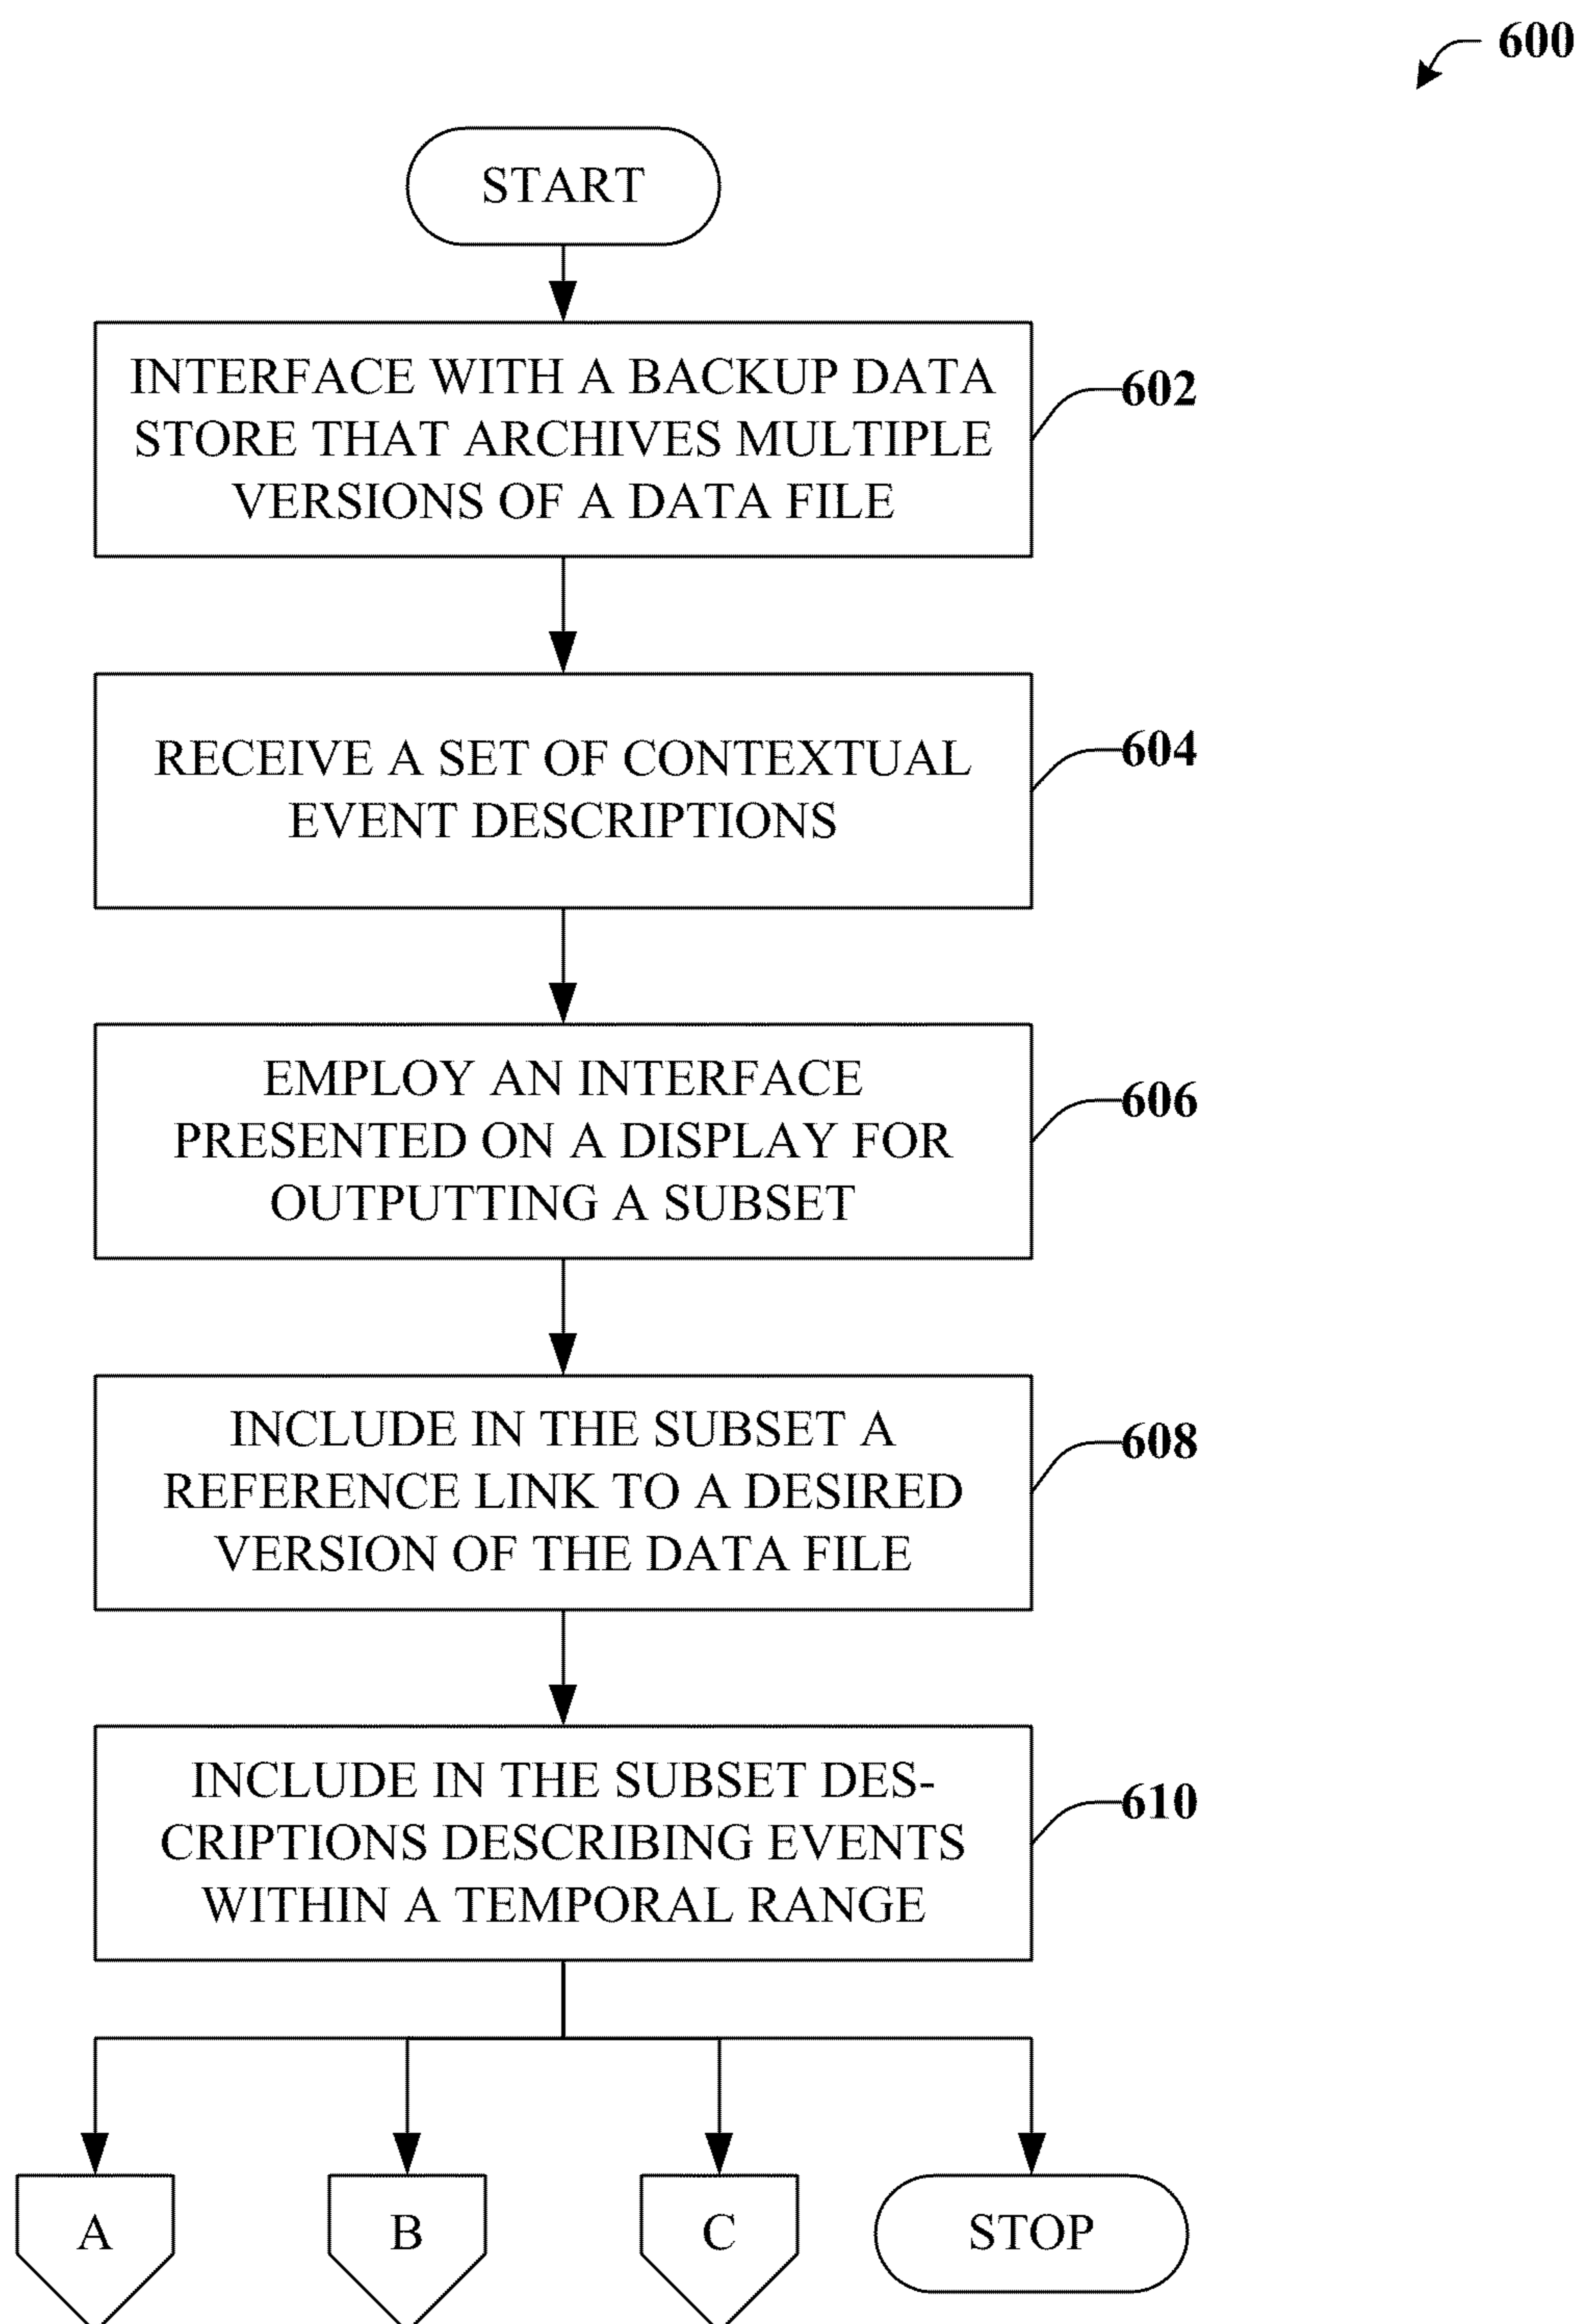 600
START
INTERFACE WITH A BACKUP DATA
STORE THAT ARCHIVES MULTIPLE
VERSIONS OF A DATA FILE
602
RECEIVE A SET OF CONTEXTUAL
EVENT DESCRIPTIONS
604
EMPLOY AN INTERFACE
PRESENTED ON A DISPLAY FOR
OUTPUTTING A SUBSET
606
INCLUDE IN THE SUBSET A
REFERENCE LINK TO A DESIRED
VERSION OF THE DATA FILE
608
INCLUDE IN THE SUBSET DES-
CRIPTIONS DESCRIBING EVENTS
WITHIN A TEMPORAL RANGE
610
A
B
C
STOP